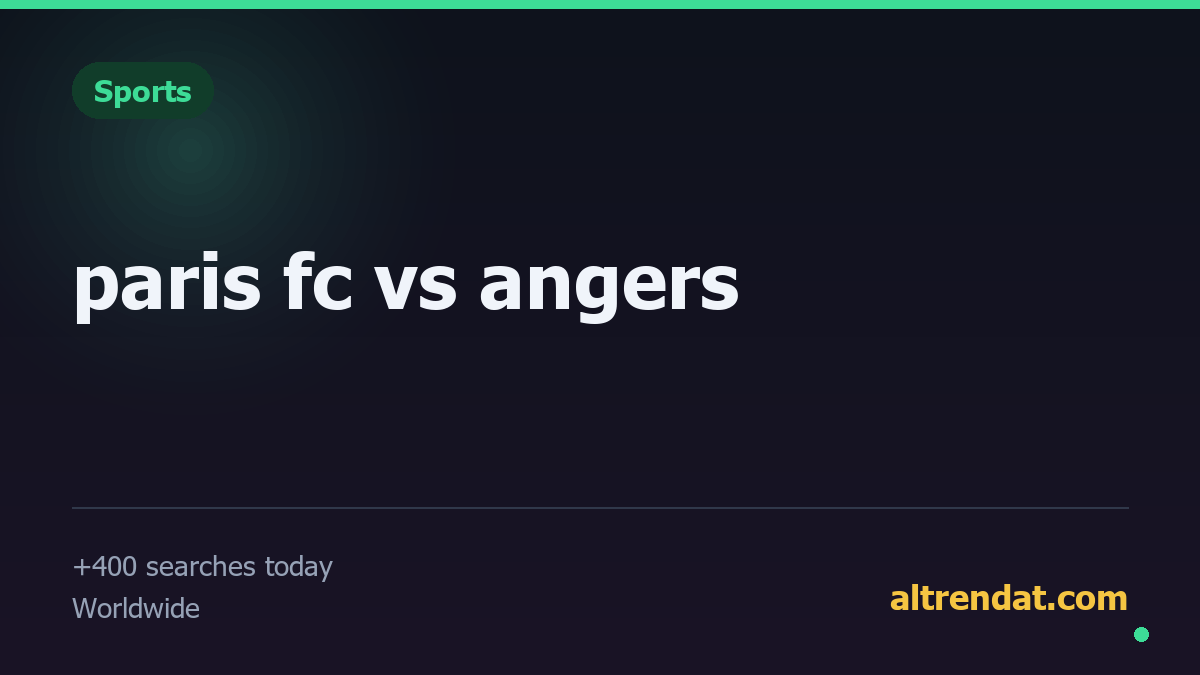 Sports
paris fc vs angers
+400 searches today
Worldwide
altrendat.com